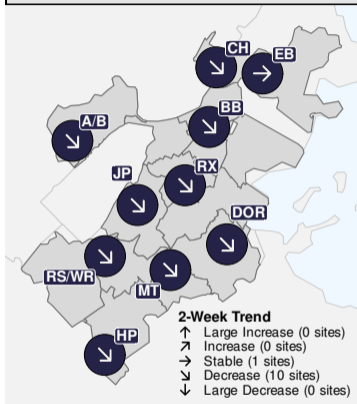 CH
EB
BB
A/B
RX
JP
DOR
RS/WR
MT
HP
2-Week Trend
↑ Large Increase (0 sites)
↗ Increase (0 sites)
→ Stable (1 sites)
↘ Decrease (10 sites)
↓ Large Decrease (0 sites)